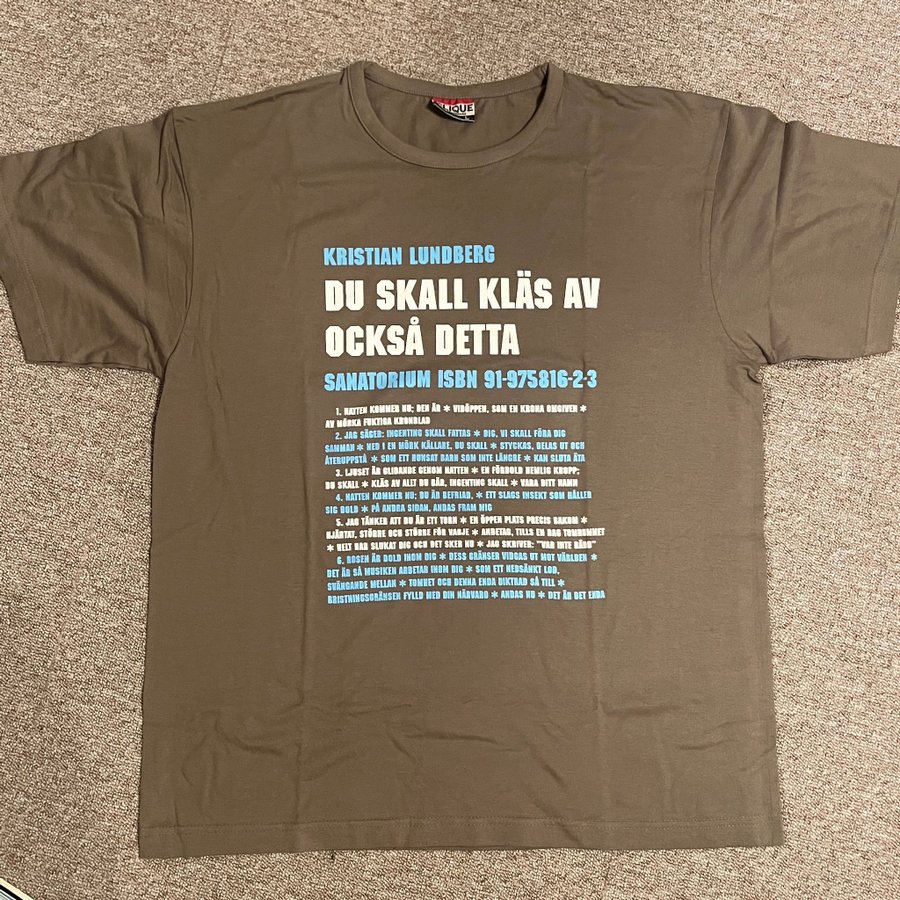 CLIQUE
KRISTIAN LUNDBERG
DU SKALL KLÄS AV
OCKSÅ DETTA
SANATORIUM ISBN 91-975816-2-3
1. NATTEN KOMMER NU; DEN ÄR * VIDÖPPEN, SOM EN KRONA OMGIVEN *
AV MÖRKA FUKTIGA KRONBLAD
2. JAG SÄGER: INGENTING SKALL FATTAS * DIG, VI SKALL FÖRA DIG
SAMMAN * NED I EN MÖRK KÄLLARE, DU SKALL * STYCKAS, DELAS UT OCH
ÅTERUPPSTÅ * SOM ETT HUNSAT BARN SOM INTE LÄNGRE * KAN SLUTA ÄTA
3. LJUSET ÄR GLIDANDE GENOM NATTEN * EN FÖRDOLD HEMLIG KROPP;
DU SKALL * KLÄS AV ALLT DU BÄR, INGENTING SKALL * VARA DITT NAMN
4. NATTEN KOMMER NU; DU ÄR BEFRIAD, * ETT SLAGS INSEKT SOM HÅLLER
SIG DOLD * PÅ ANDRA SIDAN, ANDAS FRAM MIG
5. JAG TÄNKER ATT DU ÄR ETT TORN * EN ÖPPEN PLATS PRECIS BAKOM *
HJÄRTAT, STÖRRE OCH STÖRRE FÖR VARJE * ANDETAG, TILLS EN DAG TOMRUMMET
* HELT HAR SLUKAT DIG OCH DET SKER NU * JAG SKRIVER: "VAR INTE RÄDD"
6. ROSEN ÄR DOLD INOM DIG * DESS GRÄNSER VIDGAS UT MOT VÄRLDEN *
DET ÄR SÅ MUSIKEN ARBETAR INOM DIG * SOM ETT NEDSÄNKT LOD,
SVÄNGANDE MELLAN * TOMHET OCH DENNA ENDA DIKTRAD SÅ TILL *
BRISTNINGSGRÄNSEN FYLLD MED DIN NÄRVARO * ANDAS NU * DET ÄR DET ENDA